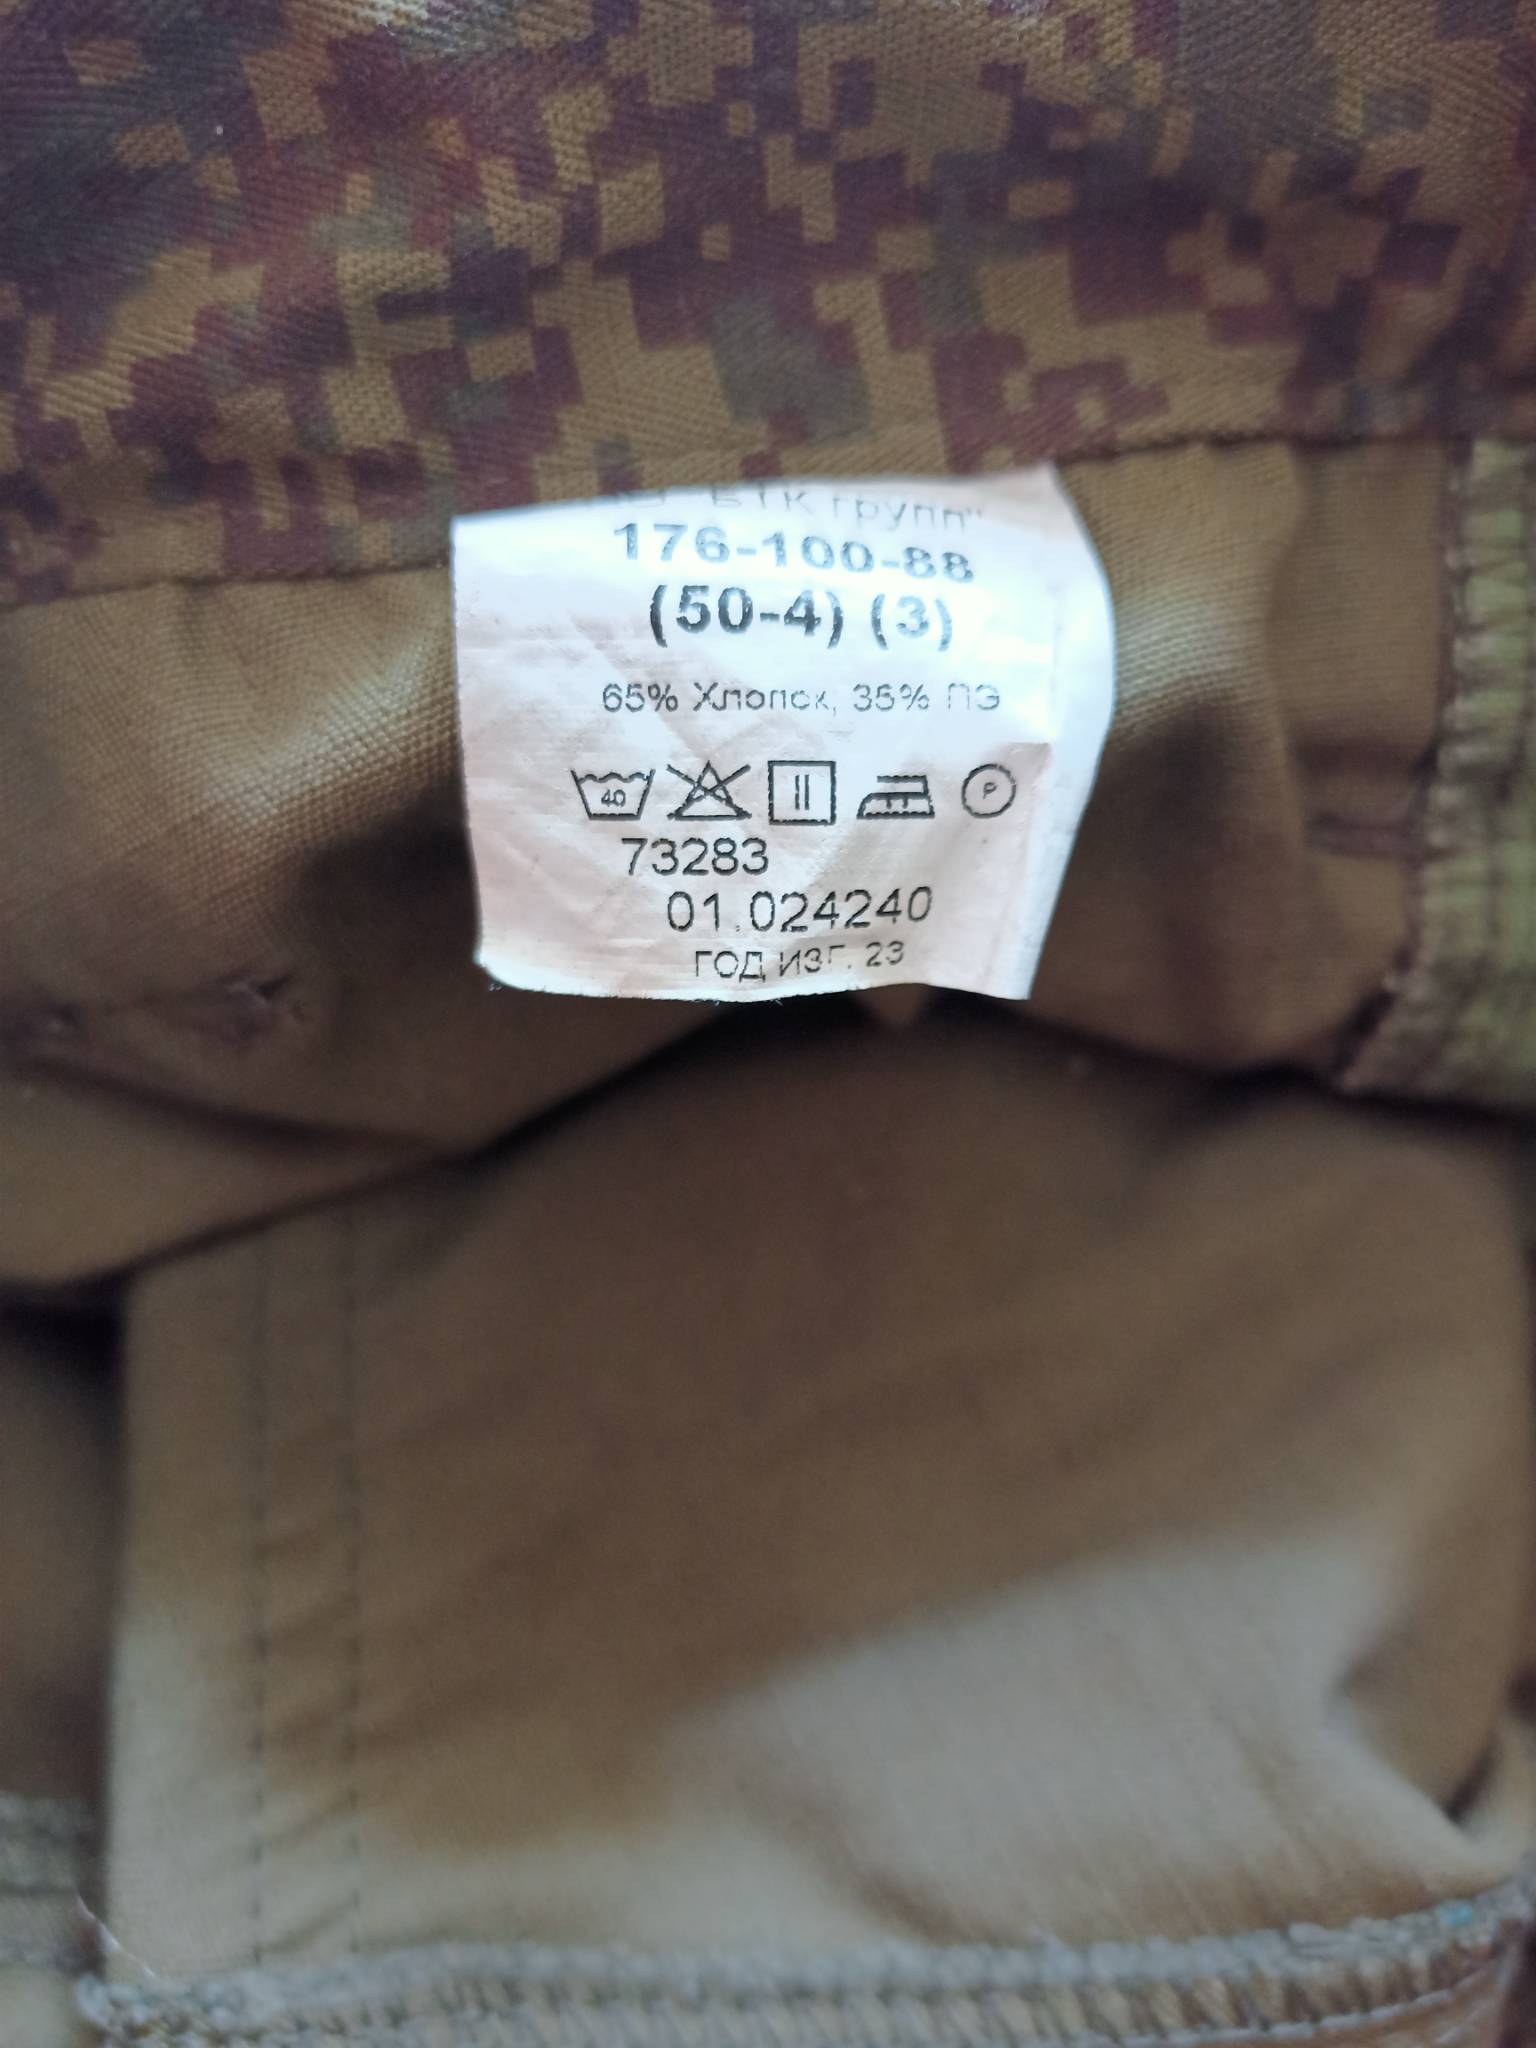 "БТК групп"
176-100-88
(50-4) (3)
65% Хлопок, 35% ПЭ
40 P
73283
01.024240
ГОД ИЗГ. 23